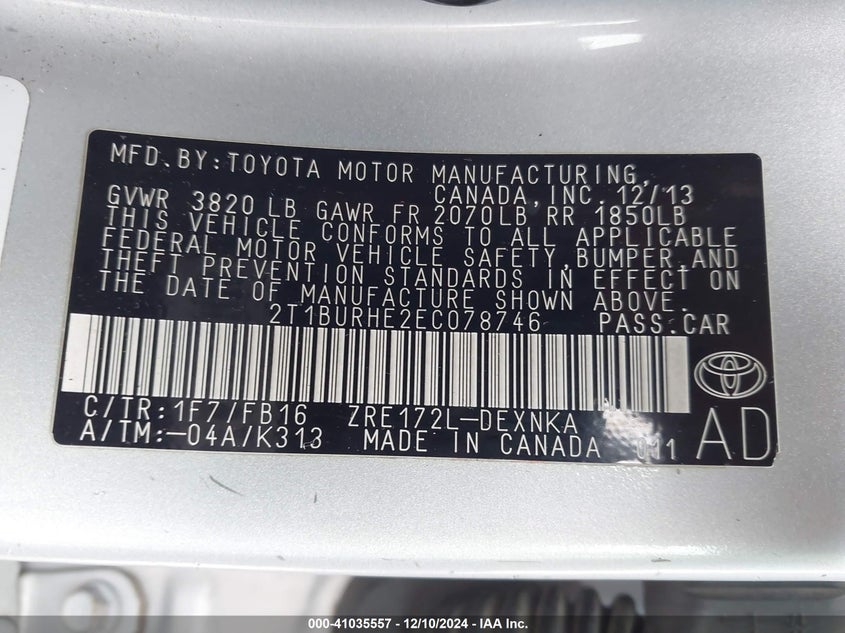 MFD.BY:TOYOTA MOTOR MANUFACTURING,
CANADA,INC. 12/13
GVWR 3820 LB GAWR FR 2070LB RR 1850LB
THIS VEHICLE CONFORMS TO ALL APPLICABLE
FEDERAL MOTOR VEHICLE SAFETY,BUMPER,AND
THEFT PREVENTION STANDARDS IN EFFECT ON
THE DATE OF MANUFACTURE SHOWN ABOVE.
2T1BURHE2EC078746 PASS.CAR
C/TR:1F7/FB16 ZRE172L-DEXNKA
A/TM:-04A/K313 MADE IN CANADA 011
AD
000-41035557 - 12/10/2024 - IAA Inc.